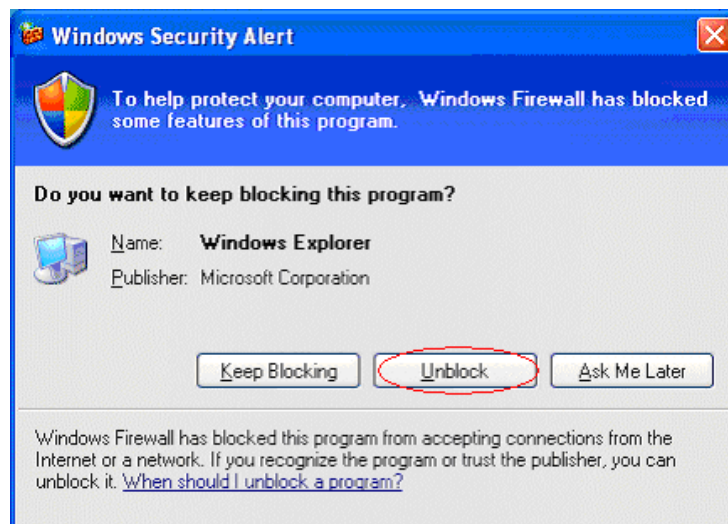 Windows Security Alert
To help protect your computer, Windows Firewall has blocked
some features of this program.
Do you want to keep blocking this program?
Name: Windows Explorer
Publisher: Microsoft Corporation
Keep Blocking Unblock Ask Me Later
Windows Firewall has blocked this program from accepting connections from the
Internet or a network. If you recognize the program or trust the publisher, you can
unblock it. When should I unblock a program?